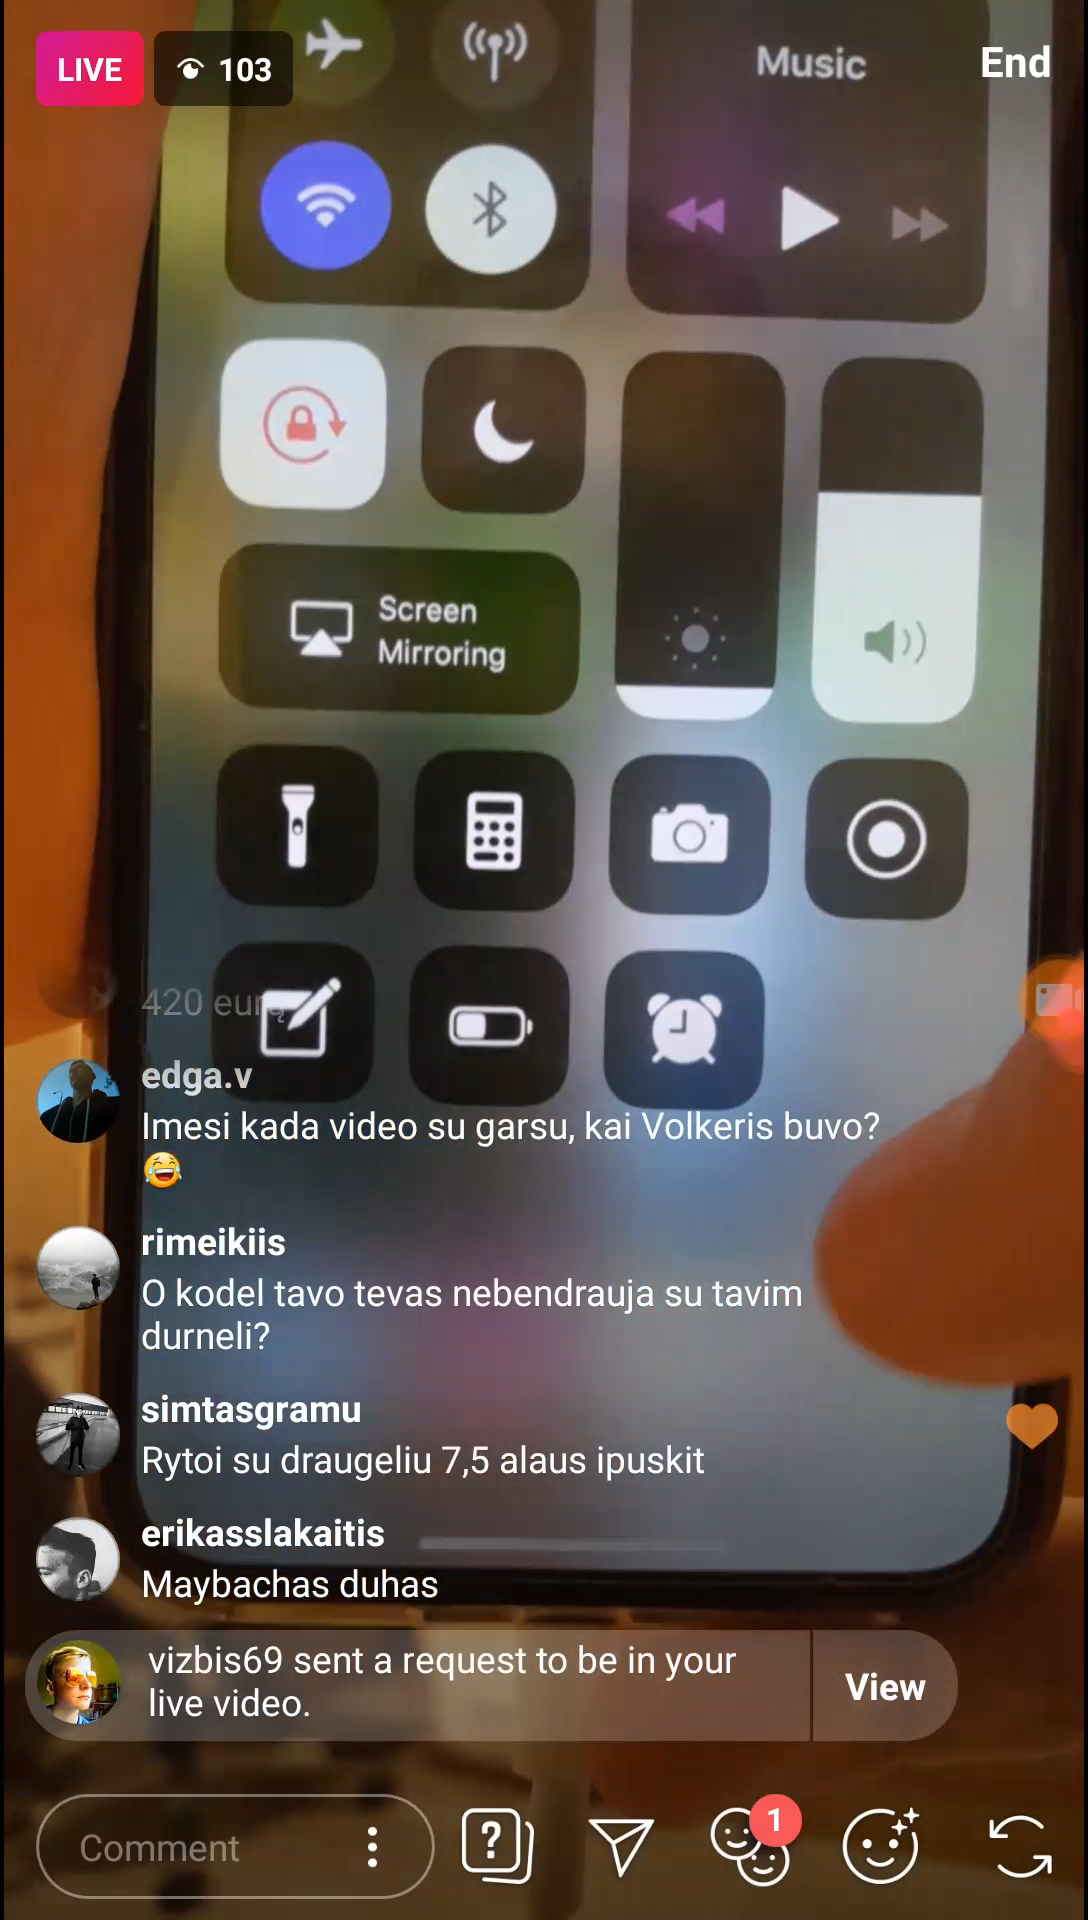 LIVE
103
Music
End
Screen
Mirroring
420 eurų
edga.v
Imesi kada video su garsu, kai Volkeris buvo?
😂
rimeikiis
O kodel tavo tevas nebendrauja su tavim
durneli?
simtasgramu
Rytoi su draugeliu 7,5 alaus ipuskit
erikasslakaitis
Maybachas duhas
vizbis69 sent a request to be in your
live video.
View
Comment
?
1